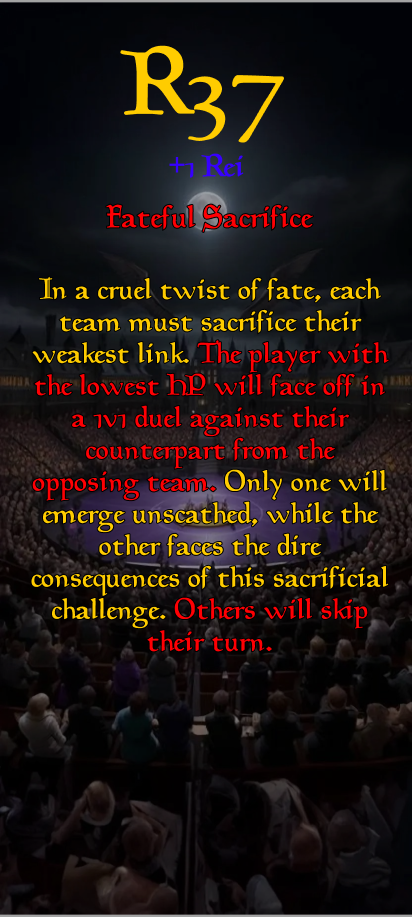 R37
+1 Rei
Fateful Sacrifice
In a cruel twist of fate, each
team must sacrifice their
weakest link. The player with
the lowest HP will face off in
a 1v1 duel against their
counterpart from the
opposing team. Only one will
emerge unscathed, while the
other faces the dire
consequences of this sacrificial
challenge. Others will skip
their turn.